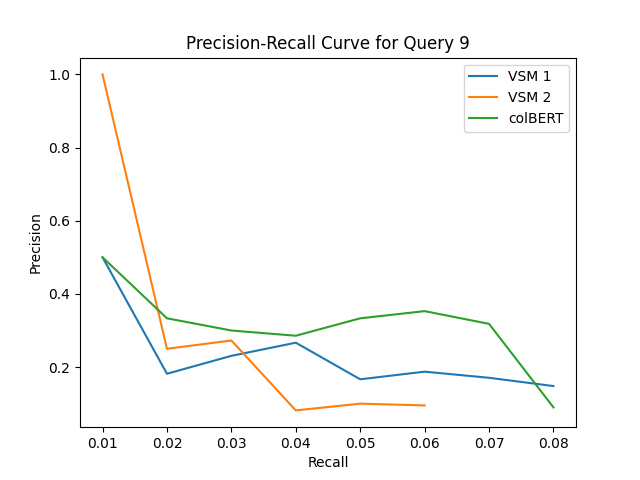 Precision-Recall Curve for Query 9
VSM 1
VSM 2
colBERT
1.0
0.8
0.6
0.4
0.2
Precision
0.01 0.02 0.03 0.04 0.05 0.06 0.07 0.08
Recall